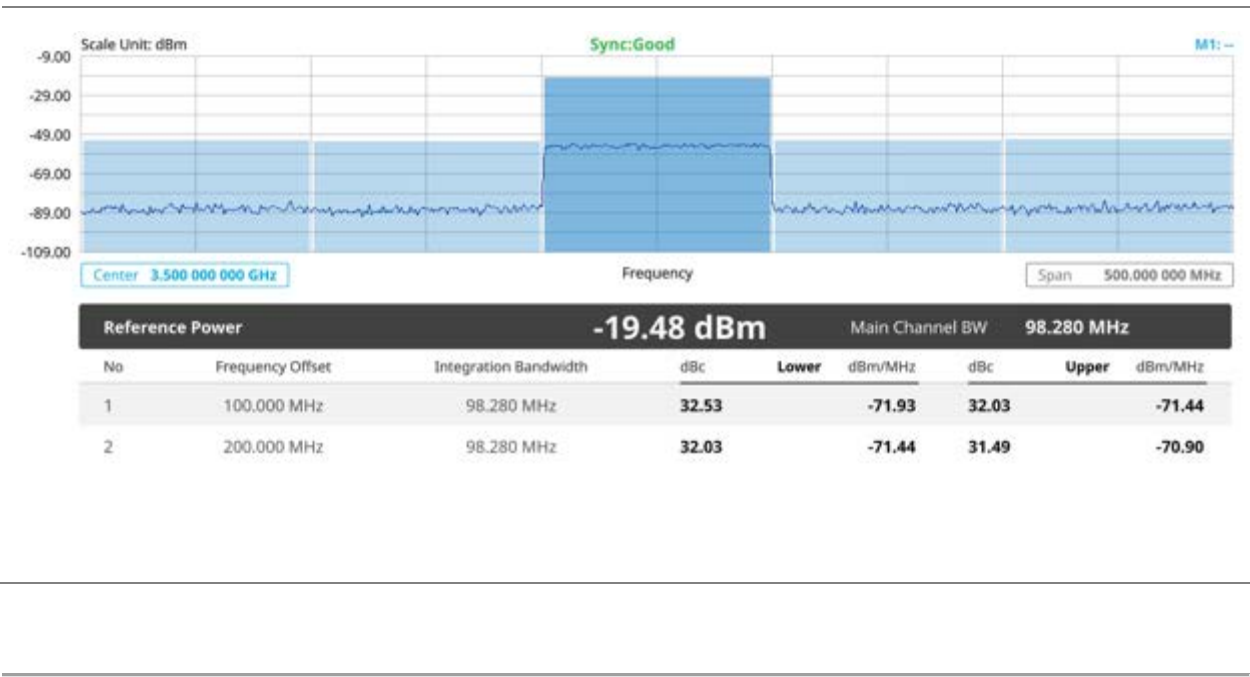 Scale Unit: dBm Sync:Good M1: --
-9.00
-29.00
-49.00
-69.00
-89.00
-109.00
Center 3.500 000 000 GHz Frequency Span 500.000 000 MHz
Reference Power -19.48 dBm Main Channel BW 98.280 MHz
No Frequency Offset Integration Bandwidth dBc Lower dBm/MHz dBc Upper dBm/MHz
1 100.000 MHz 98.280 MHz 32.53 -71.93 32.03 -71.44
2 200.000 MHz 98.280 MHz 32.03 -71.44 31.49 -70.90